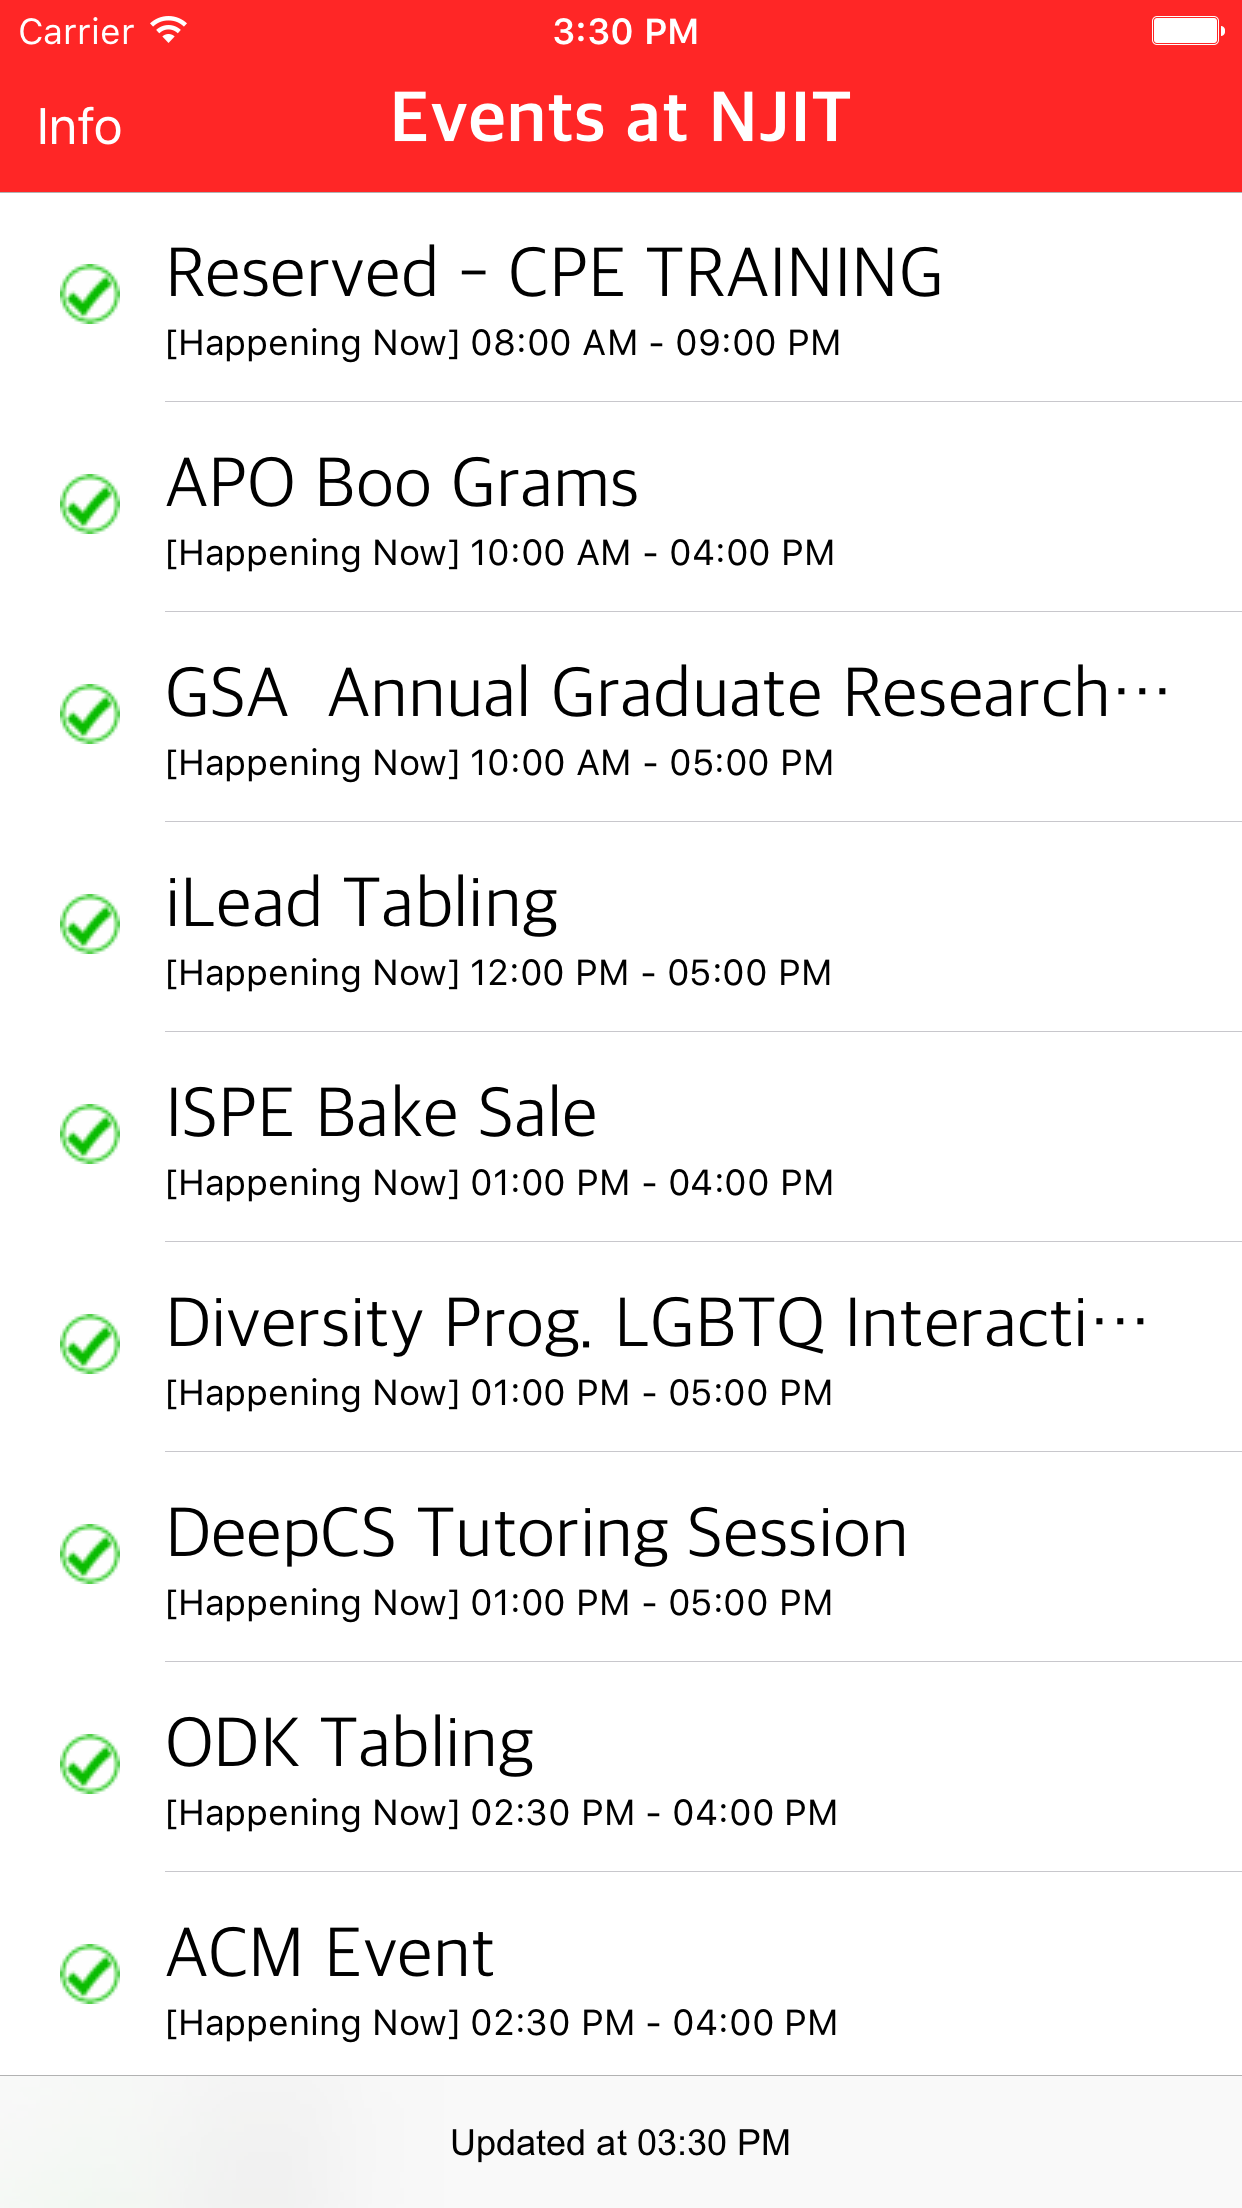 Carrier 3:30 PM
Info Events at NJIT
Reserved - CPE TRAINING
[Happening Now] 08:00 AM - 09:00 PM
APO Boo Grams
[Happening Now] 10:00 AM - 04:00 PM
GSA  Annual Graduate Research…
[Happening Now] 10:00 AM - 05:00 PM
iLead Tabling
[Happening Now] 12:00 PM - 05:00 PM
ISPE Bake Sale
[Happening Now] 01:00 PM - 04:00 PM
Diversity Prog. LGBTQ Interacti…
[Happening Now] 01:00 PM - 05:00 PM
DeepCS Tutoring Session
[Happening Now] 01:00 PM - 05:00 PM
ODK Tabling
[Happening Now] 02:30 PM - 04:00 PM
ACM Event
[Happening Now] 02:30 PM - 04:00 PM
Updated at 03:30 PM